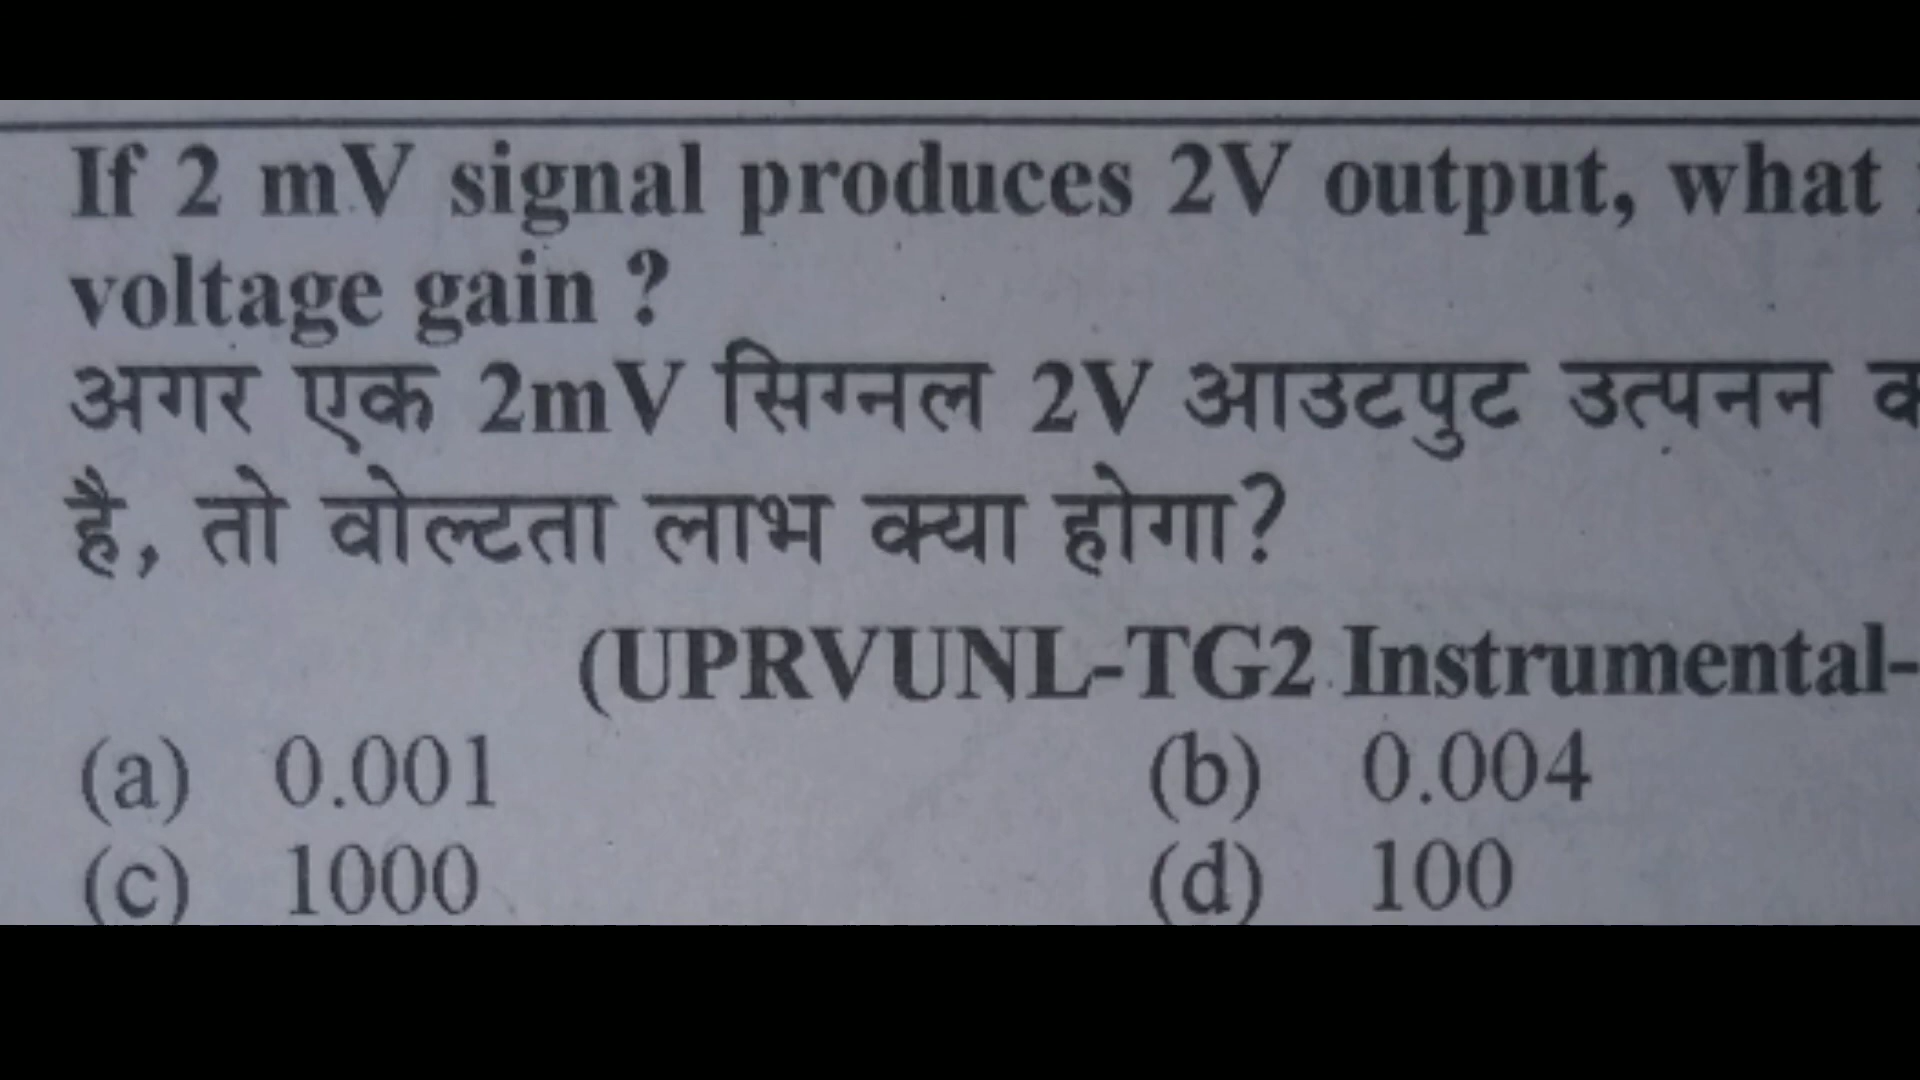 If 2 mV signal produces 2V output, what
voltage gain ?
अगर एक 2mV सिग्नल 2V आउटपुट उत्पनन
है, तो वोल्टता लाभ क्या होगा?
(UPRVUNL-TG2 Instrumental-
(a) 0.001 (b) 0.004
(c) 1000 (d) 100